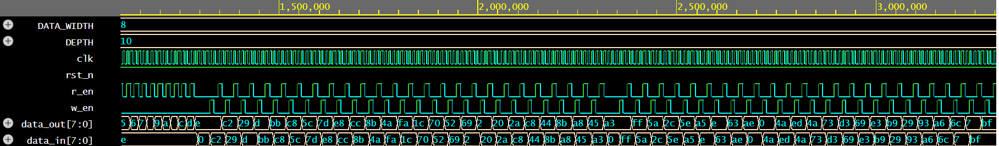 1,500,000 2,000,000 2,500,000 3,000,000
DATA_WIDTH 8
DEPTH 10
clk
rst_n
r_en
w_en
data_out[7:0] 5 6 7 9 a c d e c2 29 d bb c8 5c 7d e8 cc 8b 4a fa 1c 70 52 69 2 20 2a c8 44 8b a8 45 a3 ff 5a 2c 5e a5 e 63 ae 0 4a ed 4a 73 d3 69 e3 b9 29 93 a6 6c 7 bf
data_in[7:0] e 0 c2 29 d bb c8 5c 7d e8 cc 8b 4a fa 1c 70 52 69 2 20 2a c8 44 8b a8 45 a3 0 ff 5a 2c 5e a5 e 63 ae 0 4a ed 4a 73 d3 69 e3 b9 29 93 a6 6c 7 bf